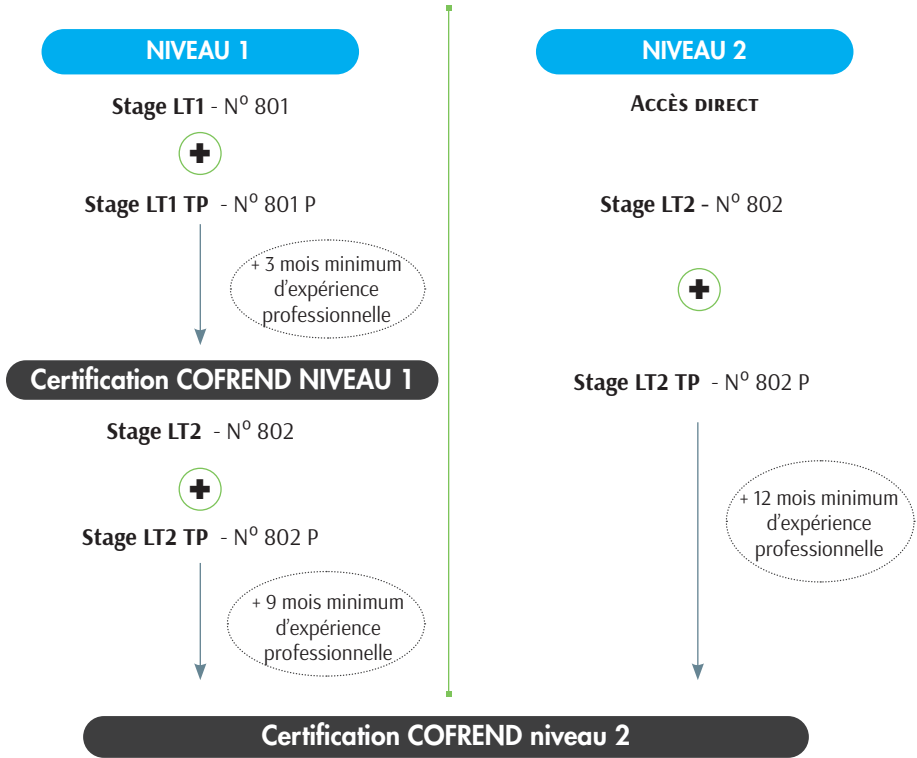 NIVEAU 1
Stage LT1 - Nº 801
+
Stage LT1 TP - Nº 801 P
+ 3 mois minimum
d'expérience
professionnelle
Certification COFREND NIVEAU 1
Stage LT2 - Nº 802
+
Stage LT2 TP - Nº 802 P
+ 9 mois minimum
d'expérience
professionnelle
NIVEAU 2
ACCÈS DIRECT
Stage LT2 - Nº 802
+
Stage LT2 TP - Nº 802 P
+ 12 mois minimum
d'expérience
professionnelle
Certification COFREND niveau 2